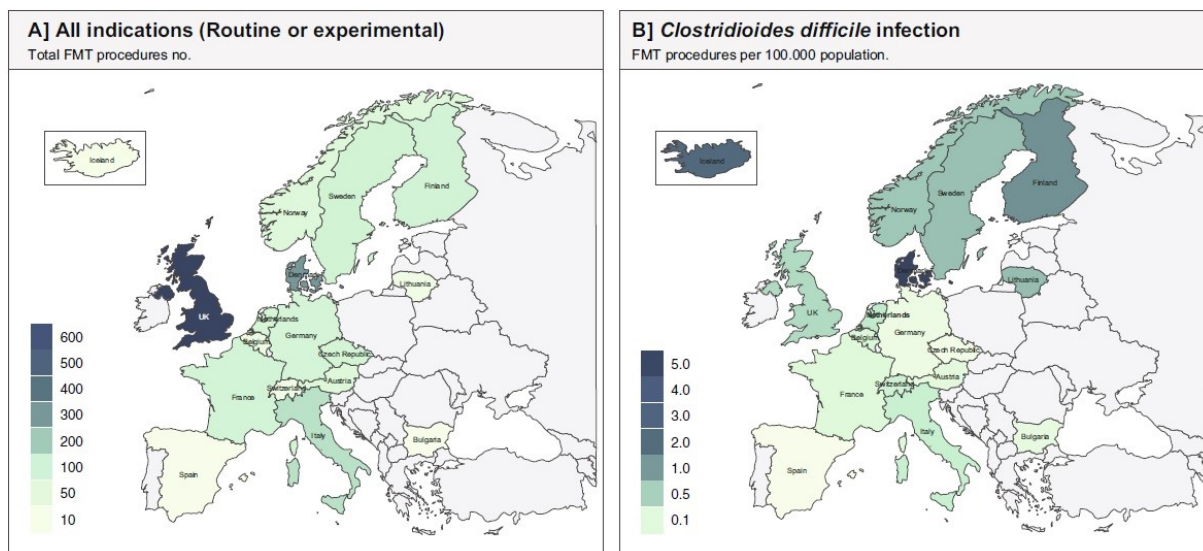 A] All indications (Routine or experimental)
Total FMT procedures no.
Iceland
Finland
Sweden
Norway
Denmark
Lithuania
UK
Netherlands
Belgium
Germany
Czech Republic
Austria
Switzerland
France
Italy
Bulgaria
Spain
600
500
400
300
200
100
50
10
B] Clostridioides difficile infection
FMT procedures per 100.000 population.
Iceland
Finland
Sweden
Norway
Denmark
Lithuania
UK
Netherlands
Belgium
Germany
Czech Republic
Austria
Switzerland
France
Italy
Bulgaria
Spain
5.0
4.0
3.0
2.0
1.0
0.5
0.1